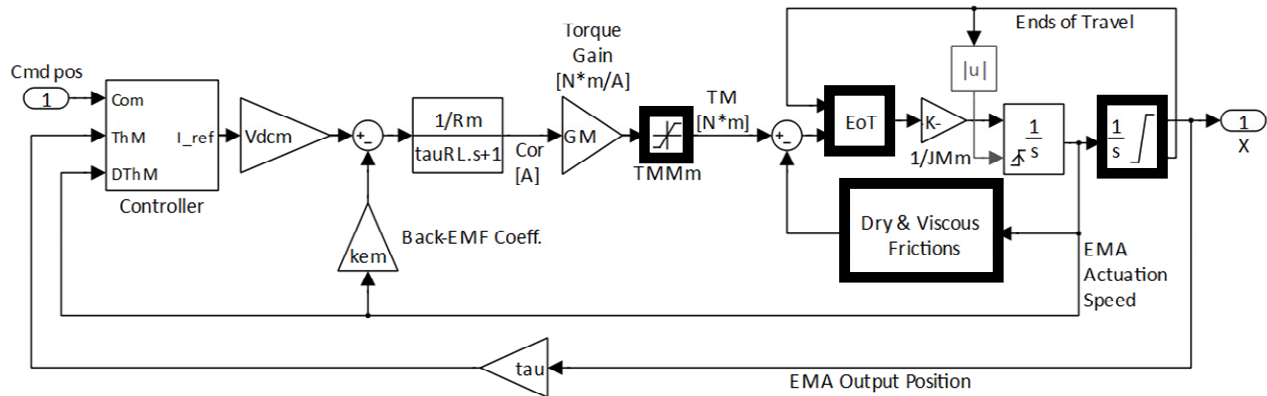 Cmd pos
1
Com
ThM
DThM
I_ref
Controller
Vdcm
+
−
kem
Back-EMF Coeff.
1/Rm
tauRL.s+1
Cor
[A]
Torque
Gain
[N*m/A]
GM
TMMm
TM
[N*m]
+
−
EoT
K-
1/JMm
|u|
Ends of Travel
1
s
1
s
1
X
Dry & Viscous
Frictions
EMA
Actuation
Speed
tau
EMA Output Position